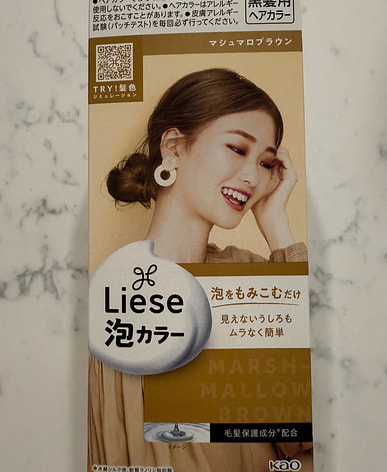 使用しないでください。●ヘアカラーはアレルギー
反応をおこすことがあります。●皮膚アレルギー
試験(パッチテスト)を毎回必ず行ってください。
黒髪用
ヘアカラー
マシュマロブラウン
TRY!髪色
シミュレーション
Liese
泡カラー
泡をもみこむだけ
見えないうしろも
ムラなく簡単
MARSH-
MALLOW
BROWN
毛髪保護成分*配合
イメージ
Kao